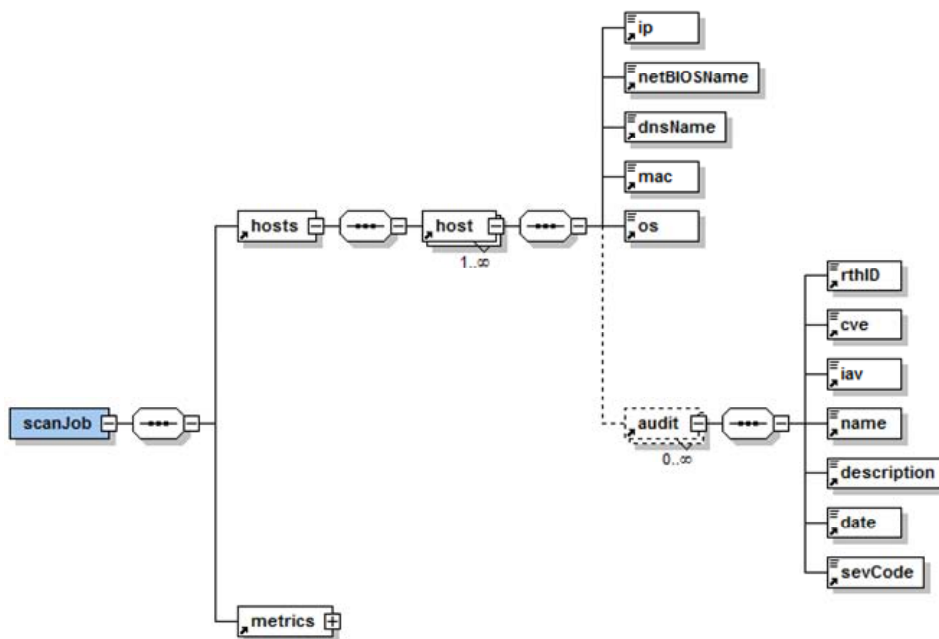 ip
netBIOSName
dnsName
mac
os
hosts
host
1..∞
rthID
cve
iav
name
description
date
sevCode
scanJob
audit
0..∞
metrics